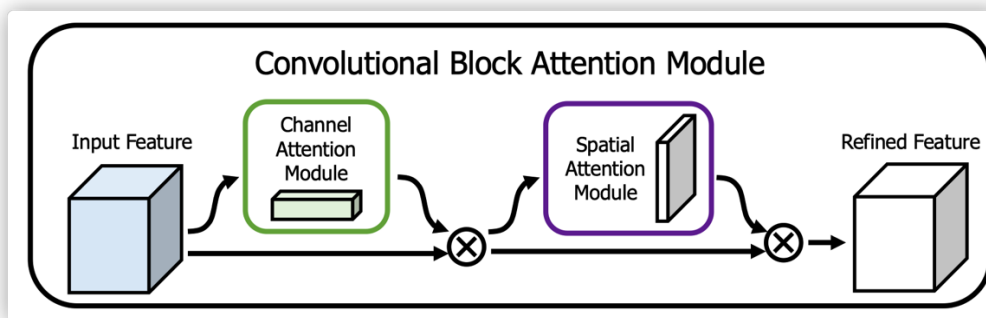 Convolutional Block Attention Module
Input Feature
Channel
Attention
Module
Spatial
Attention
Module
Refined Feature